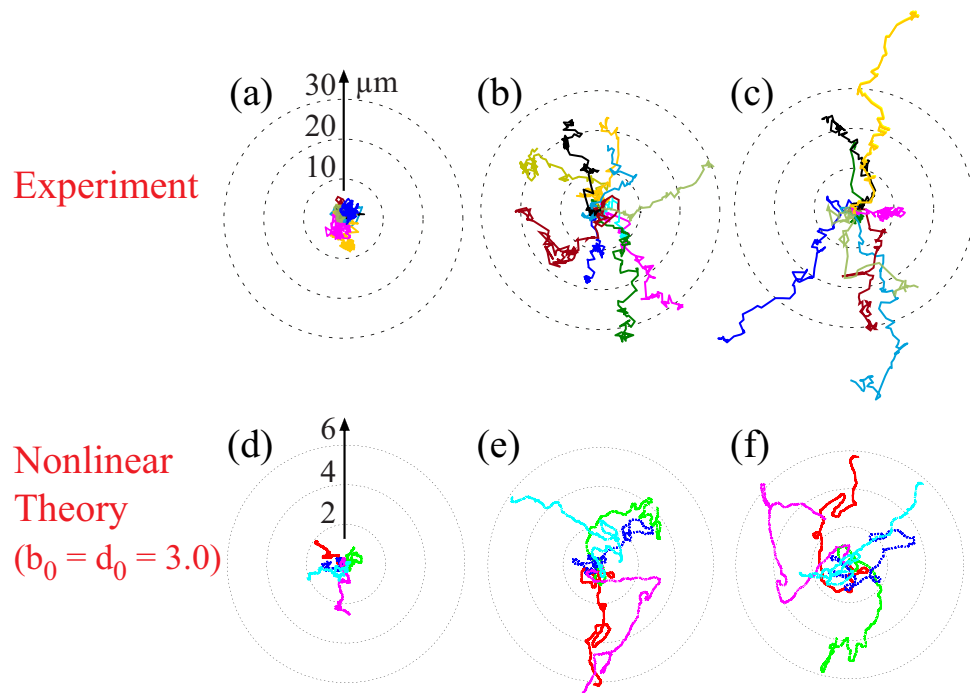 (a)
30 µm
20
10
(b)
(c)
Experiment
(d)
6
4
2
(e)
(f)
Nonlinear
Theory
(b₀ = d₀ = 3.0)